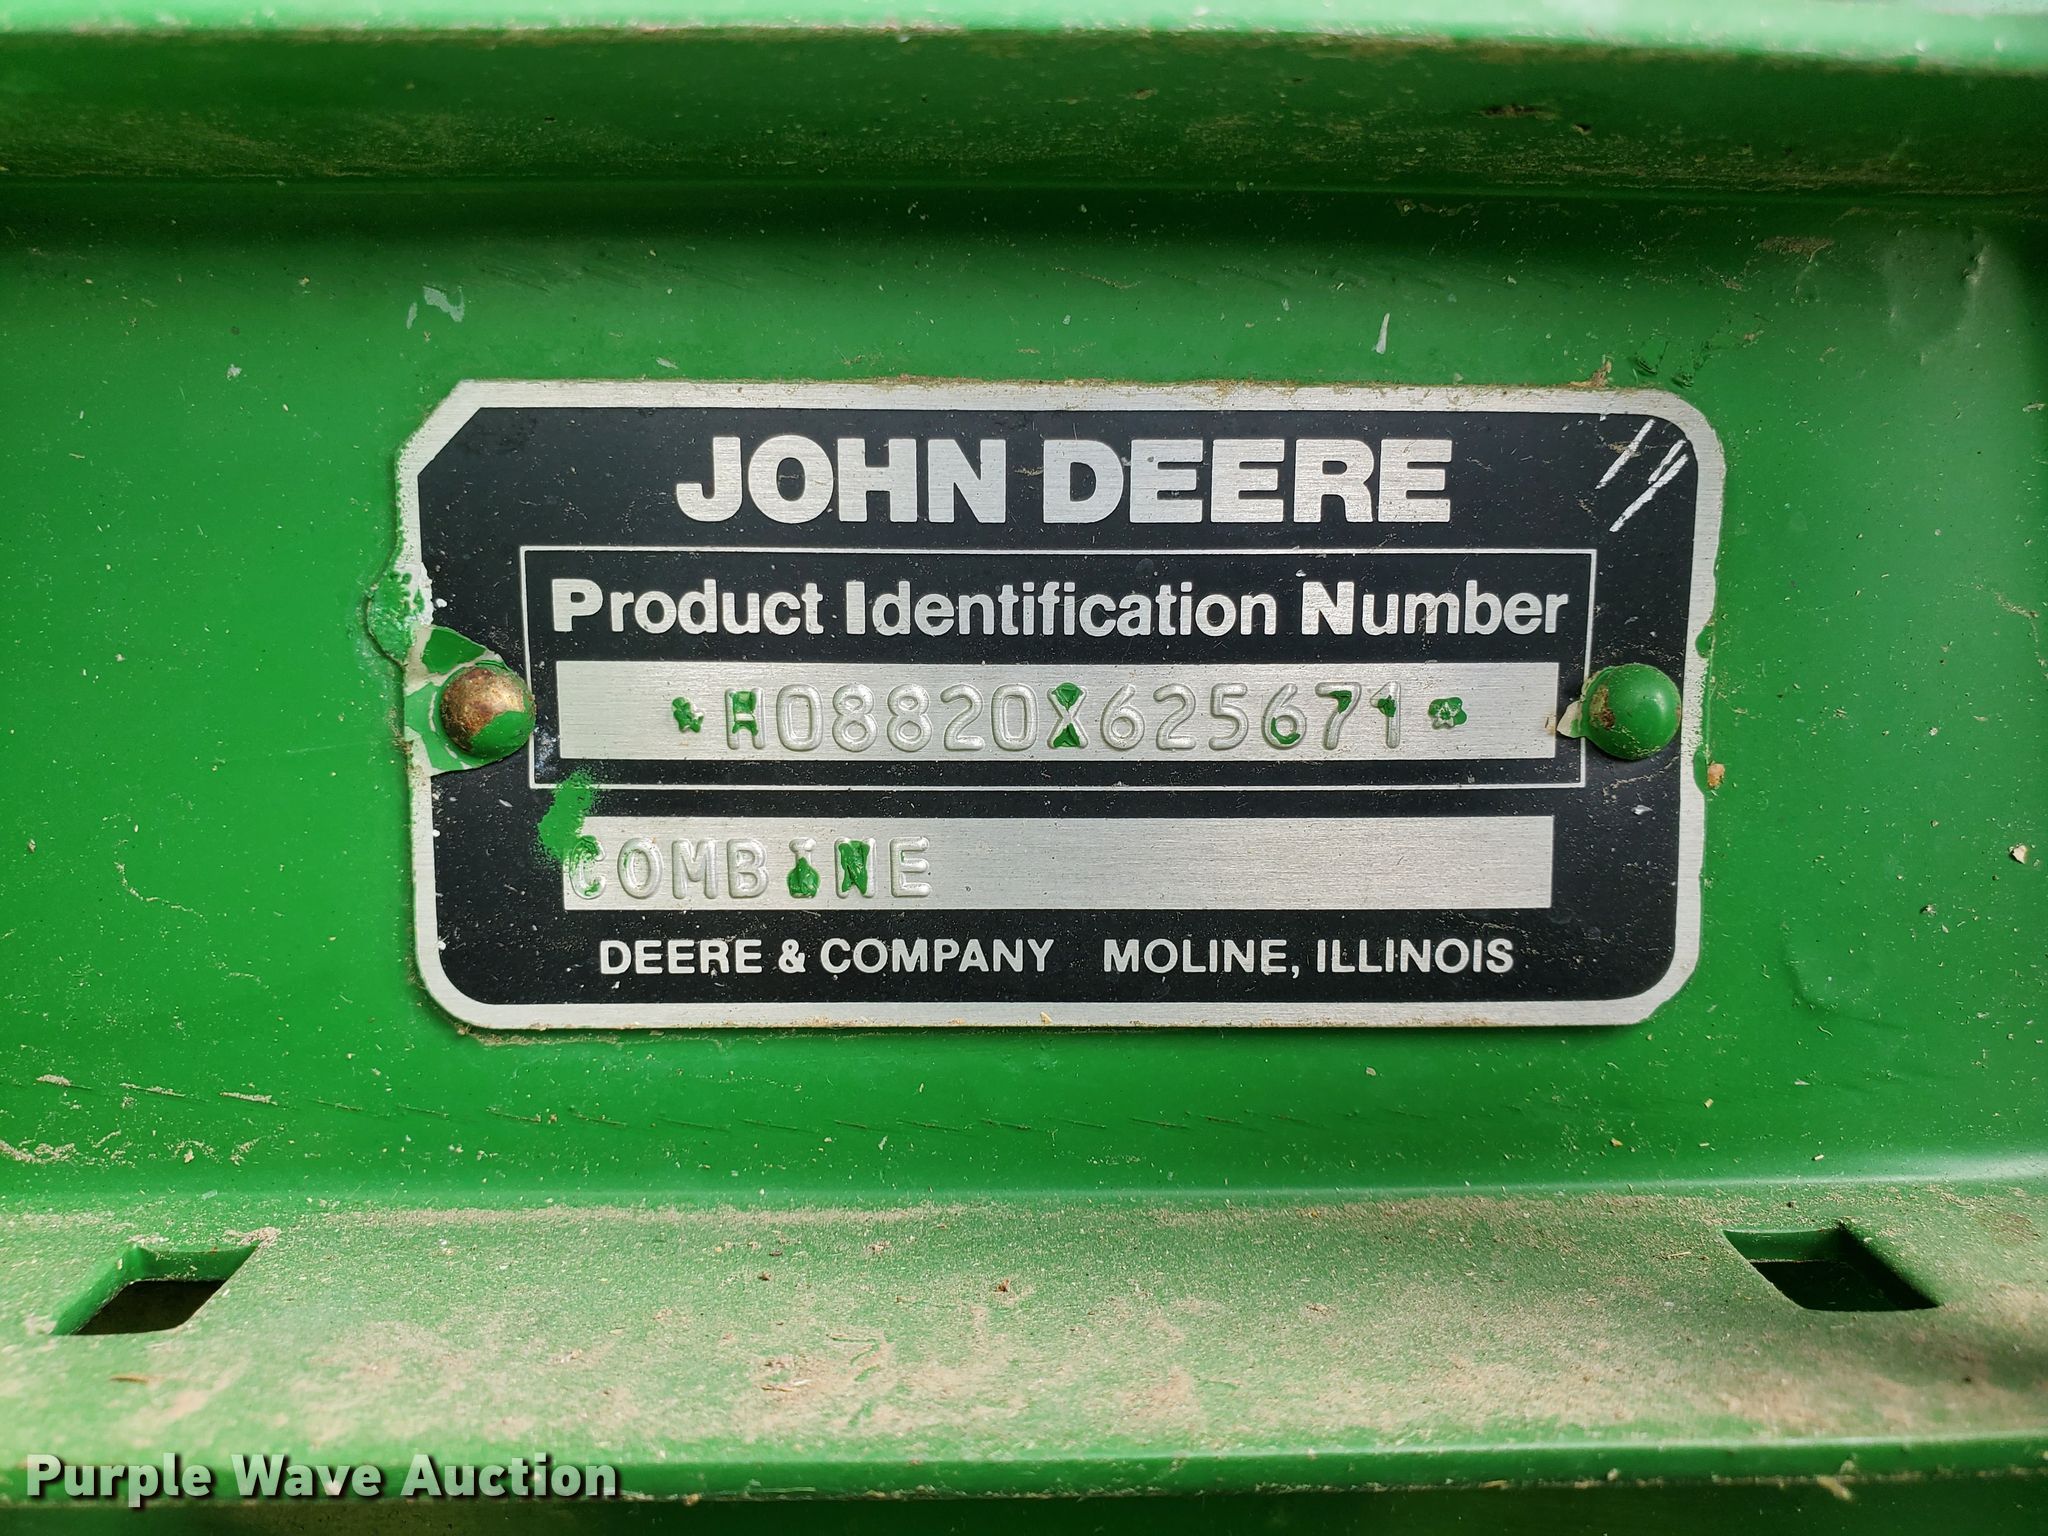 JOHN DEERE
Product Identification Number
*H08820X625671*
COMBINE
DEERE & COMPANY MOLINE, ILLINOIS
Purple Wave Auction